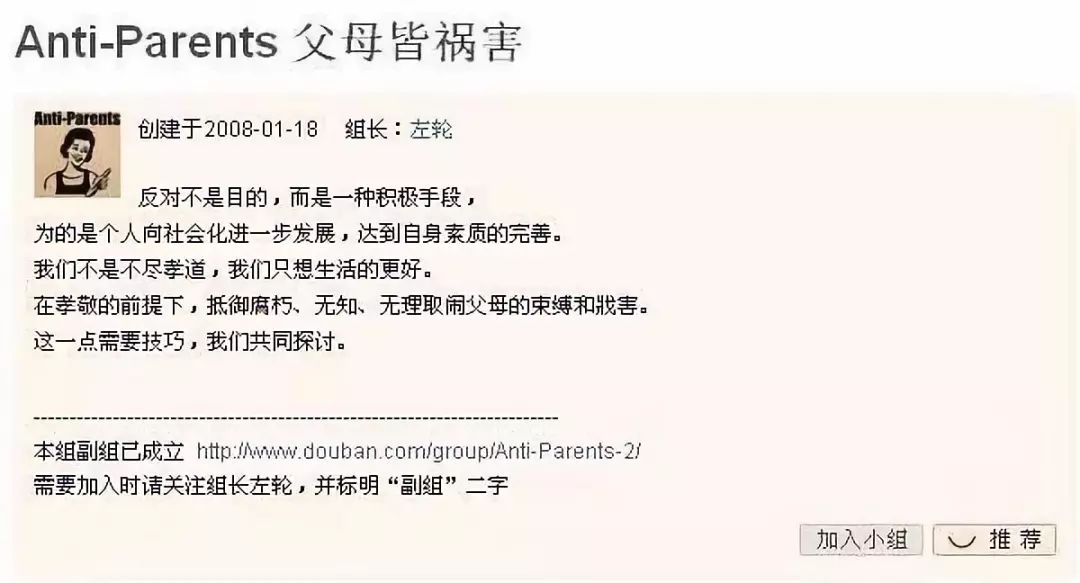 Anti-Parents 父母皆祸害
Anti-Parents
创建于2008-01-18 组长：左轮
反对不是目的，而是一种积极手段，
为的是个人向社会化进一步发展，达到自身素质的完善。
我们不是不尽孝道，我们只想生活的更好。
在孝敬的前提下，抵御腐朽、无知、无理取闹父母的束缚和戕害。
这一点需要技巧，我们共同探讨。
-------------------------------------------------------------------------
本组副组已成立 http://www.douban.com/group/Anti-Parents-2/
需要加入时请关注组长左轮，并标明“副组”二字
加入小组 推荐